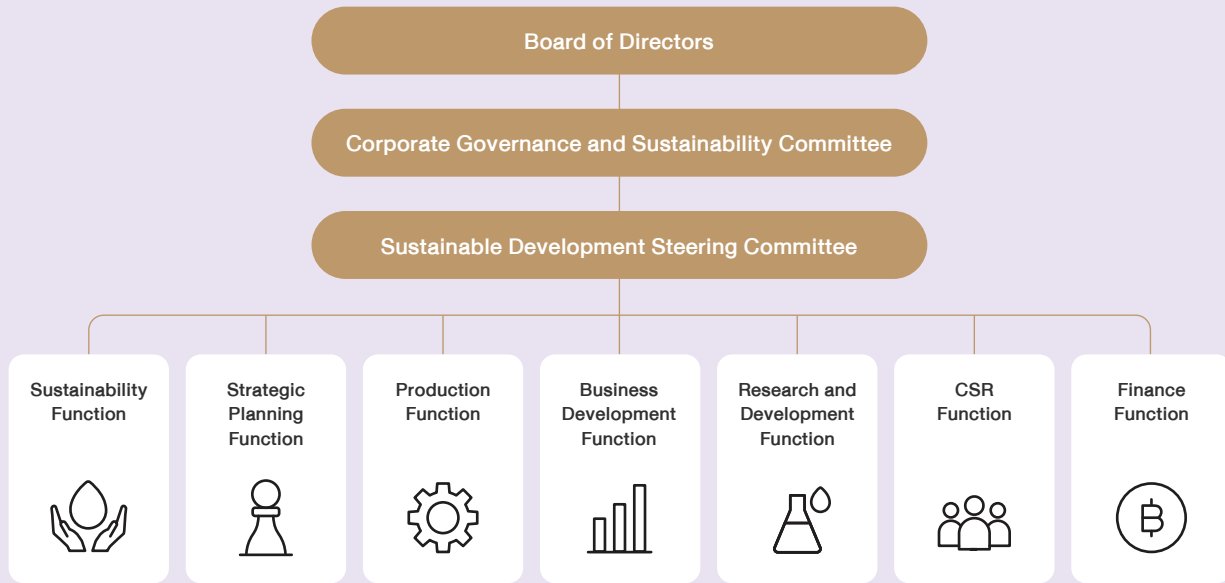 Board of Directors
Corporate Governance and Sustainability Committee
Sustainable Development Steering Committee
Sustainability
Function
Strategic
Planning
Function
Production
Function
Business
Development
Function
Research and
Development
Function
CSR
Function
Finance
Function